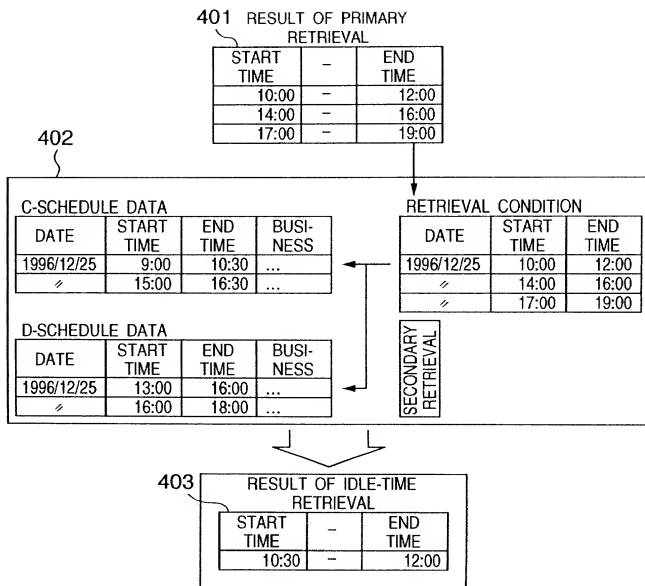 401 RESULT OF PRIMARY
RETRIEVAL
START TIME – END TIME
10:00 – 12:00
14:00 – 16:00
17:00 – 19:00
402
C-SCHEDULE DATA
DATE START TIME END TIME BUSI-NESS
1996/12/25 9:00 10:30 ...
〃 15:00 16:30 ...
RETRIEVAL CONDITION
DATE START TIME END TIME
1996/12/25 10:00 12:00
〃 14:00 16:00
〃 17:00 19:00
D-SCHEDULE DATA
DATE START TIME END TIME BUSI-NESS
1996/12/25 13:00 16:00 ...
〃 16:00 18:00 ...
SECONDARY
RETRIEVAL
403 RESULT OF IDLE-TIME
RETRIEVAL
START TIME – END TIME
10:30 – 12:00